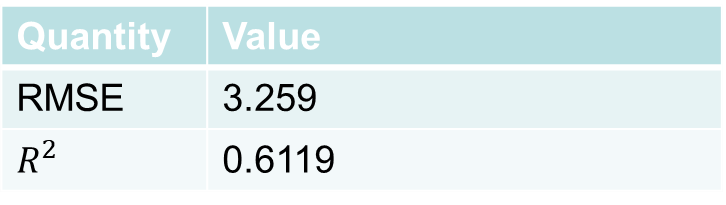 Quantity Value
RMSE 3.259
R² 0.6119